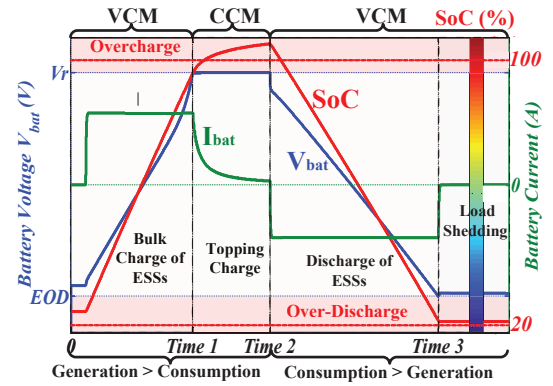 VCM CCM VCM SoC (%)
Overcharge
100
Vr
SoC
Ibat
Vbat
0
Battery Voltage Vbat (V)
Battery Current (A)
Load
Shedding
Bulk
Charge of
ESSs
Topping
Charge
Discharge of
ESSs
EOD
Over-Discharge
20
0 Time 1 Time 2 Time 3
Generation > Consumption Consumption > Generation